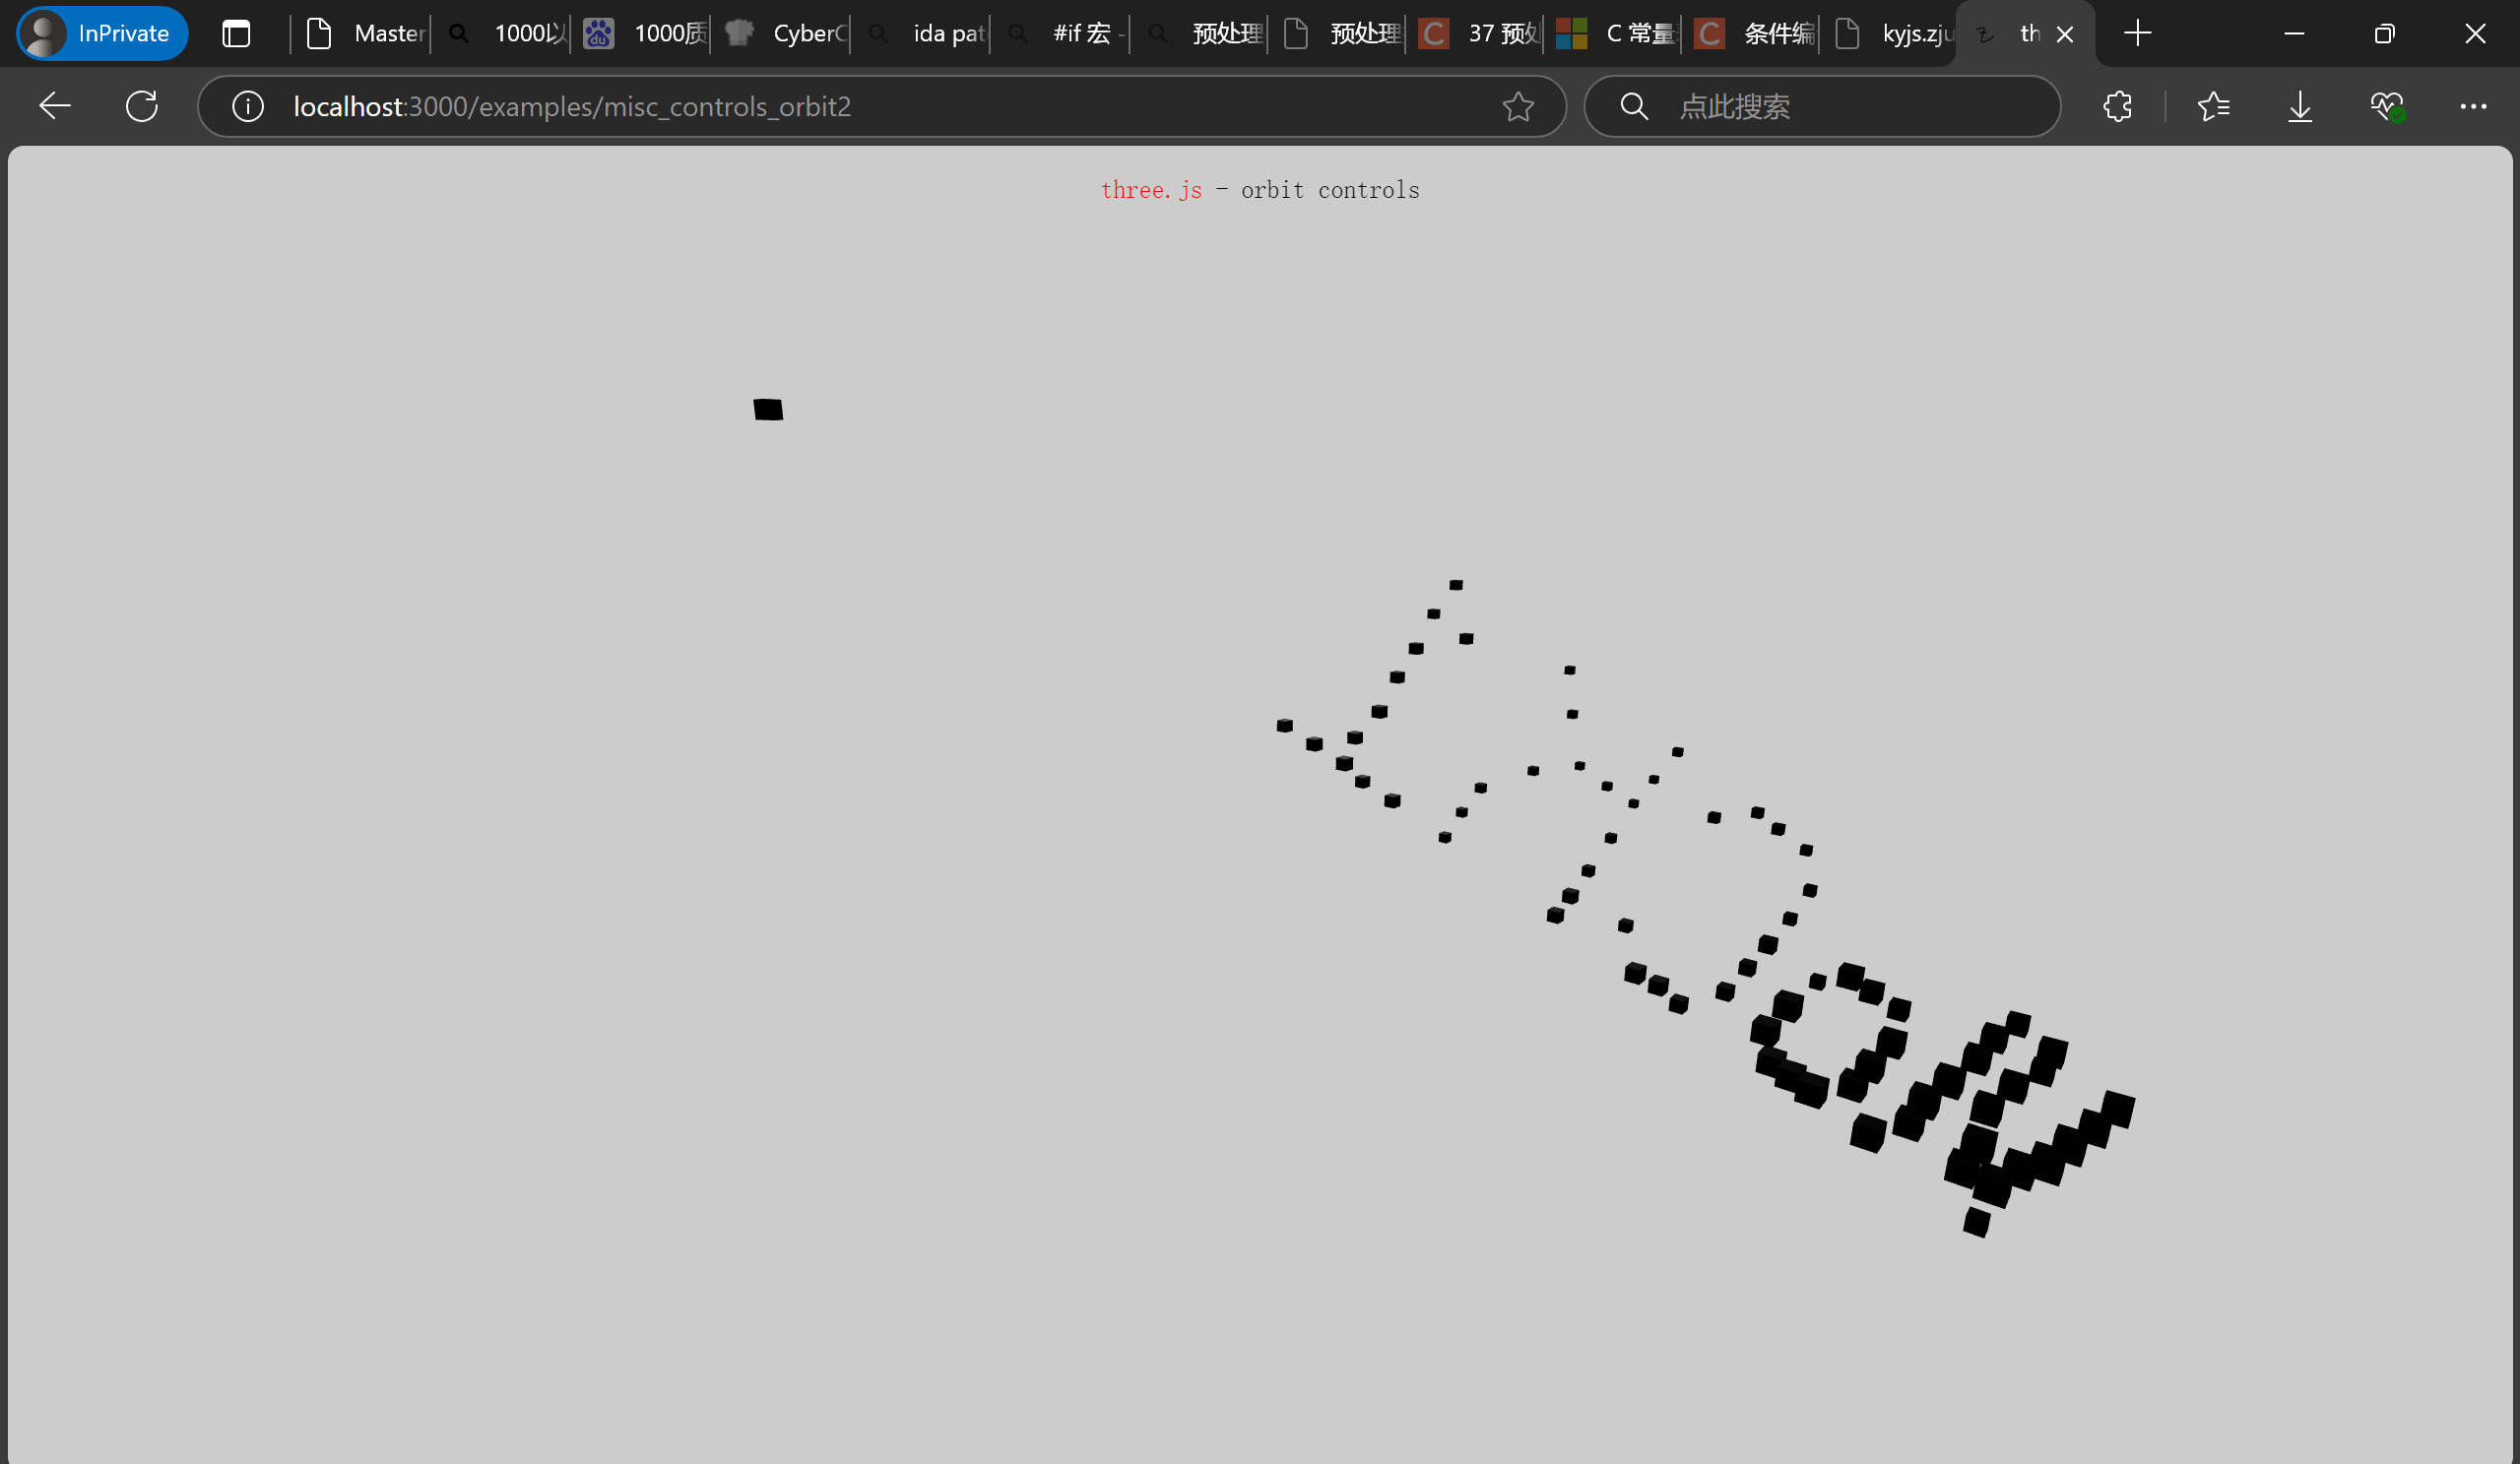 InPrivate Master 1000以 1000质 CyberC ida pat #if 宏 - 预处理 预处理 37 预处 C 常量 条件编 kyjs.zju th
localhost:3000/examples/misc_controls_orbit2 点此搜索
three.js - orbit controls